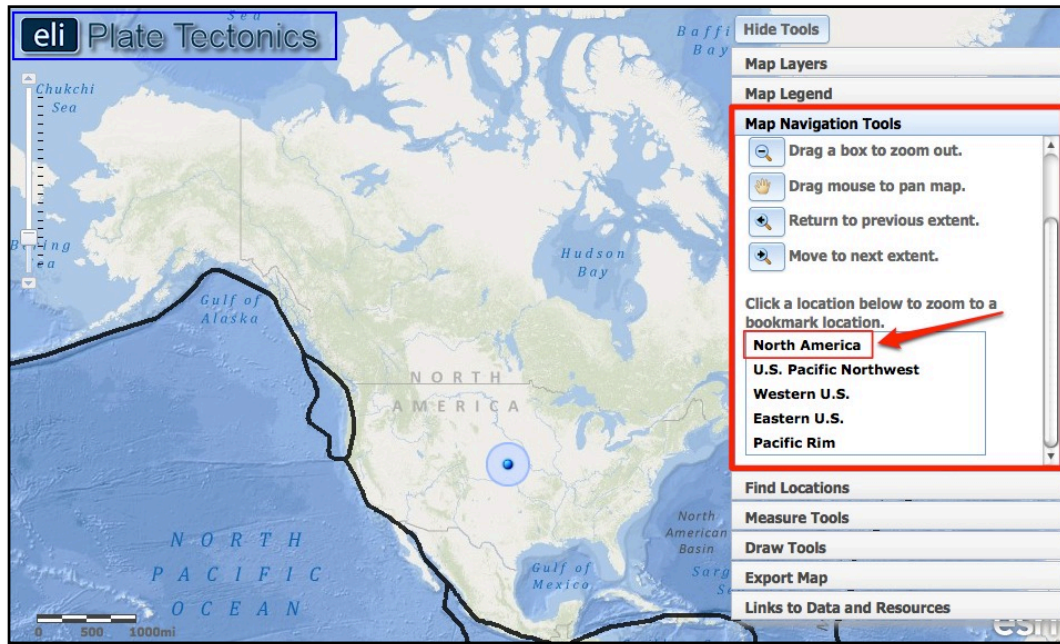 eli Plate Tectonics
Sea
Chukchi
Sea
Baffi
Bay
Hide Tools
Map Layers
Map Legend
Map Navigation Tools
Drag a box to zoom out.
Drag mouse to pan map.
Return to previous extent.
Move to next extent.
Click a location below to zoom to a
bookmark location.
North America
U.S. Pacific Northwest
Western U.S.
Eastern U.S.
Pacific Rim
Find Locations
Measure Tools
Draw Tools
Export Map
Links to Data and Resources
Hudson
Bay
Gulf of
Alaska
NORTH
AMERICA
North
American
Basin
Sarg
Gulf of
Mexico
NORTH
PACIFIC
OCEAN
0 500 1000mi